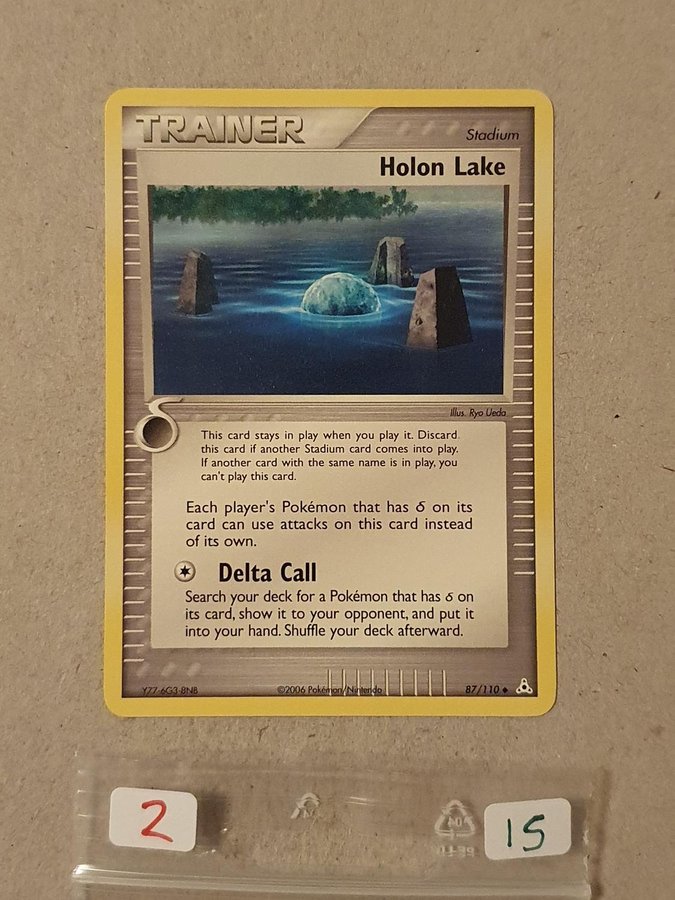 TRAINER
Stadium
Holon Lake
illus. Ryo Ueda
This card stays in play when you play it. Discard
this card if another Stadium card comes into play.
If another card with the same name is in play, you
can't play this card.
Each player's Pokémon that has δ on its
card can use attacks on this card instead
of its own.
Delta Call
Search your deck for a Pokémon that has δ on
its card, show it to your opponent, and put it
into your hand. Shuffle your deck afterward.
Y77-6G3-8NB
©2006 Pokémon/Nintendo
87/110
2
15